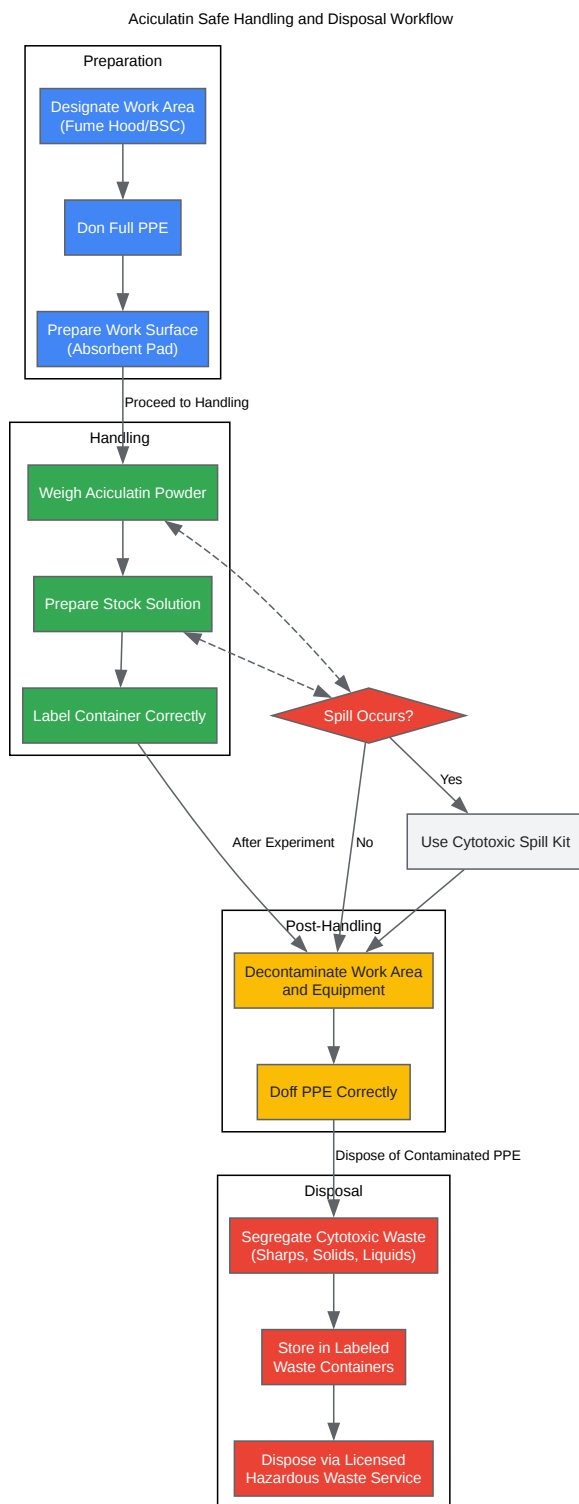 Aciculatin Safe Handling and Disposal Workflow
Preparation
Designate Work Area
(Fume Hood/BSC)
Don Full PPE
Prepare Work Surface
(Absorbent Pad)
Proceed to Handling
Handling
Weigh Aciculatin Powder
Prepare Stock Solution
Label Container Correctly
Spill Occurs?
Yes
After Experiment
No
Use Cytotoxic Spill Kit
Post-Handling
Decontaminate Work Area
and Equipment
Doff PPE Correctly
Dispose of Contaminated PPE
Disposal
Segregate Cytotoxic Waste
(Sharps, Solids, Liquids)
Store in Labeled
Waste Containers
Dispose via Licensed
Hazardous Waste Service